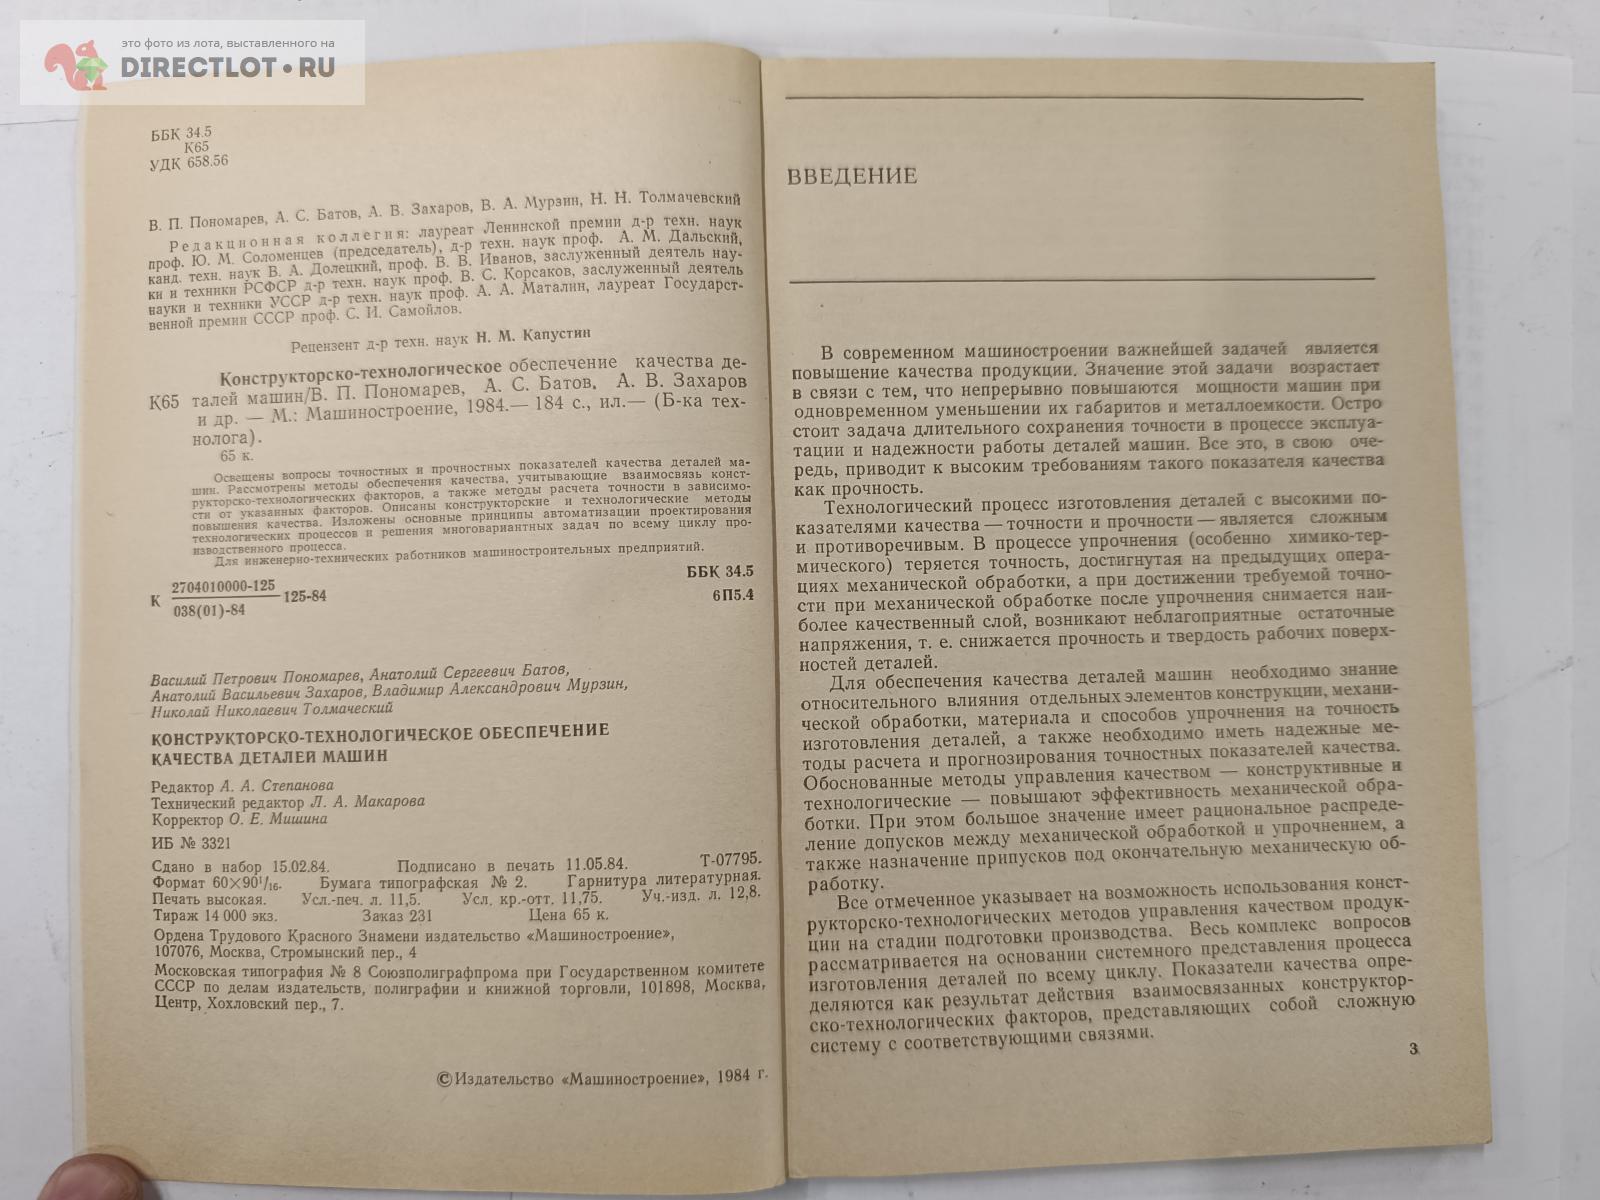 это фото из лота, выставленного на
DIRECTLOT.RU
ББК 34.5
К65
УДК 658.56
В. П. Пономарев, А. С. Батов, А. В. Захаров, В. А. Мурзин, Н. Н. Толмачевский
Редакционная коллегия: лауреат Ленинской премии д-р техн. наук
проф. Ю. М. Соломенцев (председатель), д-р техн. наук проф. А. М. Дальский,
канд. техн. наук В. А. Долецкий, проф. В. В. Иванов, заслуженный деятель нау-
ки и техники РСФСР д-р техн. наук проф. В. С. Корсаков, заслуженный деятель
науки и техники УССР д-р техн. наук проф. А. А. Маталин, лауреат Государст-
венной премии СССР проф. С. И. Самойлов.
Рецензент д-р техн. наук Н. М. Капустин
Конструкторско-технологическое обеспечение качества де-
К65 талей машин/В. П. Пономарев, А. С. Батов, А. В. Захаров
и др. — М.: Машиностроение, 1984.— 184 с., ил.— (Б-ка тех-
нолога).
65 к.
Освещены вопросы точностных и прочностных показателей качества деталей ма-
шин. Рассмотрены методы обеспечения качества, учитывающие взаимосвязь конст-
рукторско-технологических факторов, а также методы расчета точности в зависимо-
сти от указанных факторов. Описаны конструкторские и технологические методы
повышения качества. Изложены основные принципы автоматизации проектирования
технологических процессов и решения многовариантных задач по всему циклу про-
изводственного процесса.
Для инженерно-технических работников машиностроительных предприятий.
К 2704010000-125 125-84
038(01)-84
ББК 34.5
6П5.4
Василий Петрович Пономарев, Анатолий Сергеевич Батов,
Анатолий Васильевич Захаров, Владимир Александрович Мурзин,
Николай Николаевич Толмаческий
КОНСТРУКТОРСКО-ТЕХНОЛОГИЧЕСКОЕ ОБЕСПЕЧЕНИЕ
КАЧЕСТВА ДЕТАЛЕЙ МАШИН
Редактор А. А. Степанова
Технический редактор Л. А. Макарова
Корректор О. Е. Мишина
ИБ № 3321
Сдано в набор 15.02.84. Подписано в печать 11.05.84. Т-07795.
Формат 60×90¹/₁₆. Бумага типографская № 2. Гарнитура литературная.
Печать высокая. Усл.-печ. л. 11,5. Усл. кр.-отт. 11,75. Уч.-изд. л. 12,8.
Тираж 14 000 экз. Заказ 231 Цена 65 к.
Ордена Трудового Красного Знамени издательство «Машиностроение»,
107076, Москва, Стромынский пер., 4
Московская типография № 8 Союзполиграфпрома при Государственном комитете
СССР по делам издательств, полиграфии и книжной торговли, 101898, Москва,
Центр, Хохловский пер., 7.
© Издательство «Машиностроение», 1984 г.
ВВЕДЕНИЕ
В современном машиностроении важнейшей задачей является
повышение качества продукции. Значение этой задачи возрастает
в связи с тем, что непрерывно повышаются мощности машин при
одновременном уменьшении их габаритов и металлоемкости. Остро
стоит задача длительного сохранения точности в процессе эксплуа-
тации и надежности работы деталей машин. Все это, в свою оче-
редь, приводит к высоким требованиям такого показателя качества
как прочность.
Технологический процесс изготовления деталей с высокими по-
казателями качества — точности и прочности — является сложным
и противоречивым. В процессе упрочнения (особенно химико-тер-
мического) теряется точность, достигнутая на предыдущих опера-
циях механической обработки, а при достижении требуемой точно-
сти при механической обработке после упрочнения снимается наи-
более качественный слой, возникают неблагоприятные остаточные
напряжения, т. е. снижается прочность и твердость рабочих поверх-
ностей деталей.
Для обеспечения качества деталей машин необходимо знание
относительного влияния отдельных элементов конструкции, механи-
ческой обработки, материала и способов упрочнения на точность
изготовления деталей, а также необходимо иметь надежные ме-
тоды расчета и прогнозирования точностных показателей качества.
Обоснованные методы управления качеством — конструктивные и
технологические — повышают эффективность механической обра-
ботки. При этом большое значение имеет рациональное распреде-
ление допусков между механической обработкой и упрочнением, а
также назначение припусков под окончательную механическую об-
работку.
Все отмеченное указывает на возможность использования конст-
рукторско-технологических методов управления качеством продук-
ции на стадии подготовки производства. Весь комплекс вопросов
рассматривается на основании системного представления процесса
изготовления деталей по всему циклу. Показатели качества опре-
деляются как результат действия взаимосвязанных конструктор-
ско-технологических факторов, представляющих собой сложную
систему с соответствующими связями.
3